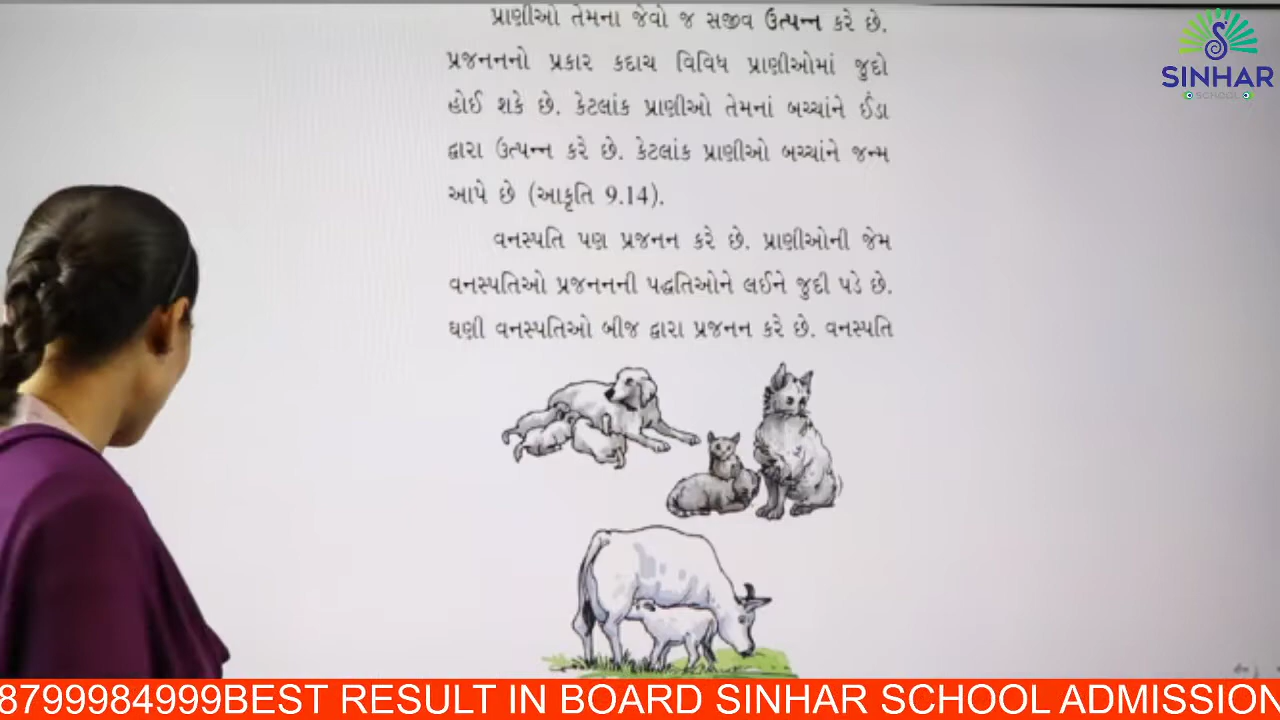 પ્રાણીઓ તેમના જેવો જ સજીવ ઉત્પન્ન કરે છે.
પ્રજનનનો પ્રકાર કદાચ વિવિધ પ્રાણીઓમાં જુદો
હોઈ શકે છે. કેટલાંક પ્રાણીઓ તેમનાં બચ્ચાંને ઈંડા
દ્વારા ઉત્પન્ન કરે છે. કેટલાંક પ્રાણીઓ બચ્ચાંને જન્મ
આપે છે (આકૃતિ 9.14).
વનસ્પતિ પણ પ્રજનન કરે છે. પ્રાણીઓની જેમ
વનસ્પતિઓ પ્રજનનની પદ્ધતિઓને લઈને જુદી પડે છે.
ઘણી વનસ્પતિઓ બીજ દ્વારા પ્રજનન કરે છે. વનસ્પતિ
SINHAR
SCHOOL
8799984999BEST RESULT IN BOARD SINHAR SCHOOL ADMISSION